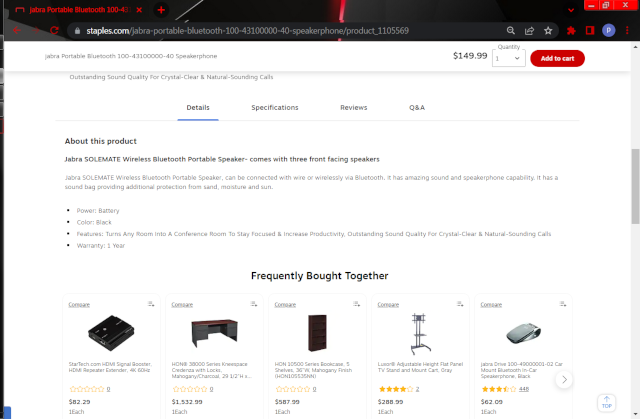 jabra Portable Bluetooth 100-43
staples.com/jabra-portable-bluetooth-100-43100000-40-speakerphone/product_1105569
P
jabra Portable Bluetooth 100-43100000-40 Speakerphone
$149.99
Quantity
1
Add to cart
Outstanding Sound Quality For Crystal-Clear & Natural-Sounding Calls
Details Specifications Reviews Q&A
About this product
Jabra SOLEMATE Wireless Bluetooth Portable Speaker- comes with three front facing speakers
Jabra SOLEMATE Wireless Bluetooth Portable Speaker, can be connected with wire or wirelessly via Bluetooth. It has amazing sound and speakerphone capability. It has a
sound bag providing additional protection from sand, moisture and sun.
Power: Battery
Color: Black
Features: Turns Any Room Into A Conference Room To Stay Focused & Increase Productivity, Outstanding Sound Quality For Crystal-Clear & Natural-Sounding Calls
Warranty: 1 Year
Frequently Bought Together
Compare Compare Compare Compare Compare
StarTech.com HDMI Signal Booster,
HDMI Repeater Extender, 4K 60Hz
0
$82.29
1Each
HON® 38000 Series Kneespace
Credenza with Locks,
Mahogany/Charcoal, 29 1/2"H x...
0
$1,532.99
1Each
HON 10500 Series Bookcase, 5
Shelves, 36"W, Mahogany Finish
(HON105535NN)
0
$587.99
1Each
Luxor® Adjustable Height Flat Panel
TV Stand and Mount Cart, Gray
2
$288.99
1Each
jabra Drive 100-49000001-02 Car
Mount Bluetooth In-Car
Speakerphone, Black
446
$62.09
1Each
TOP